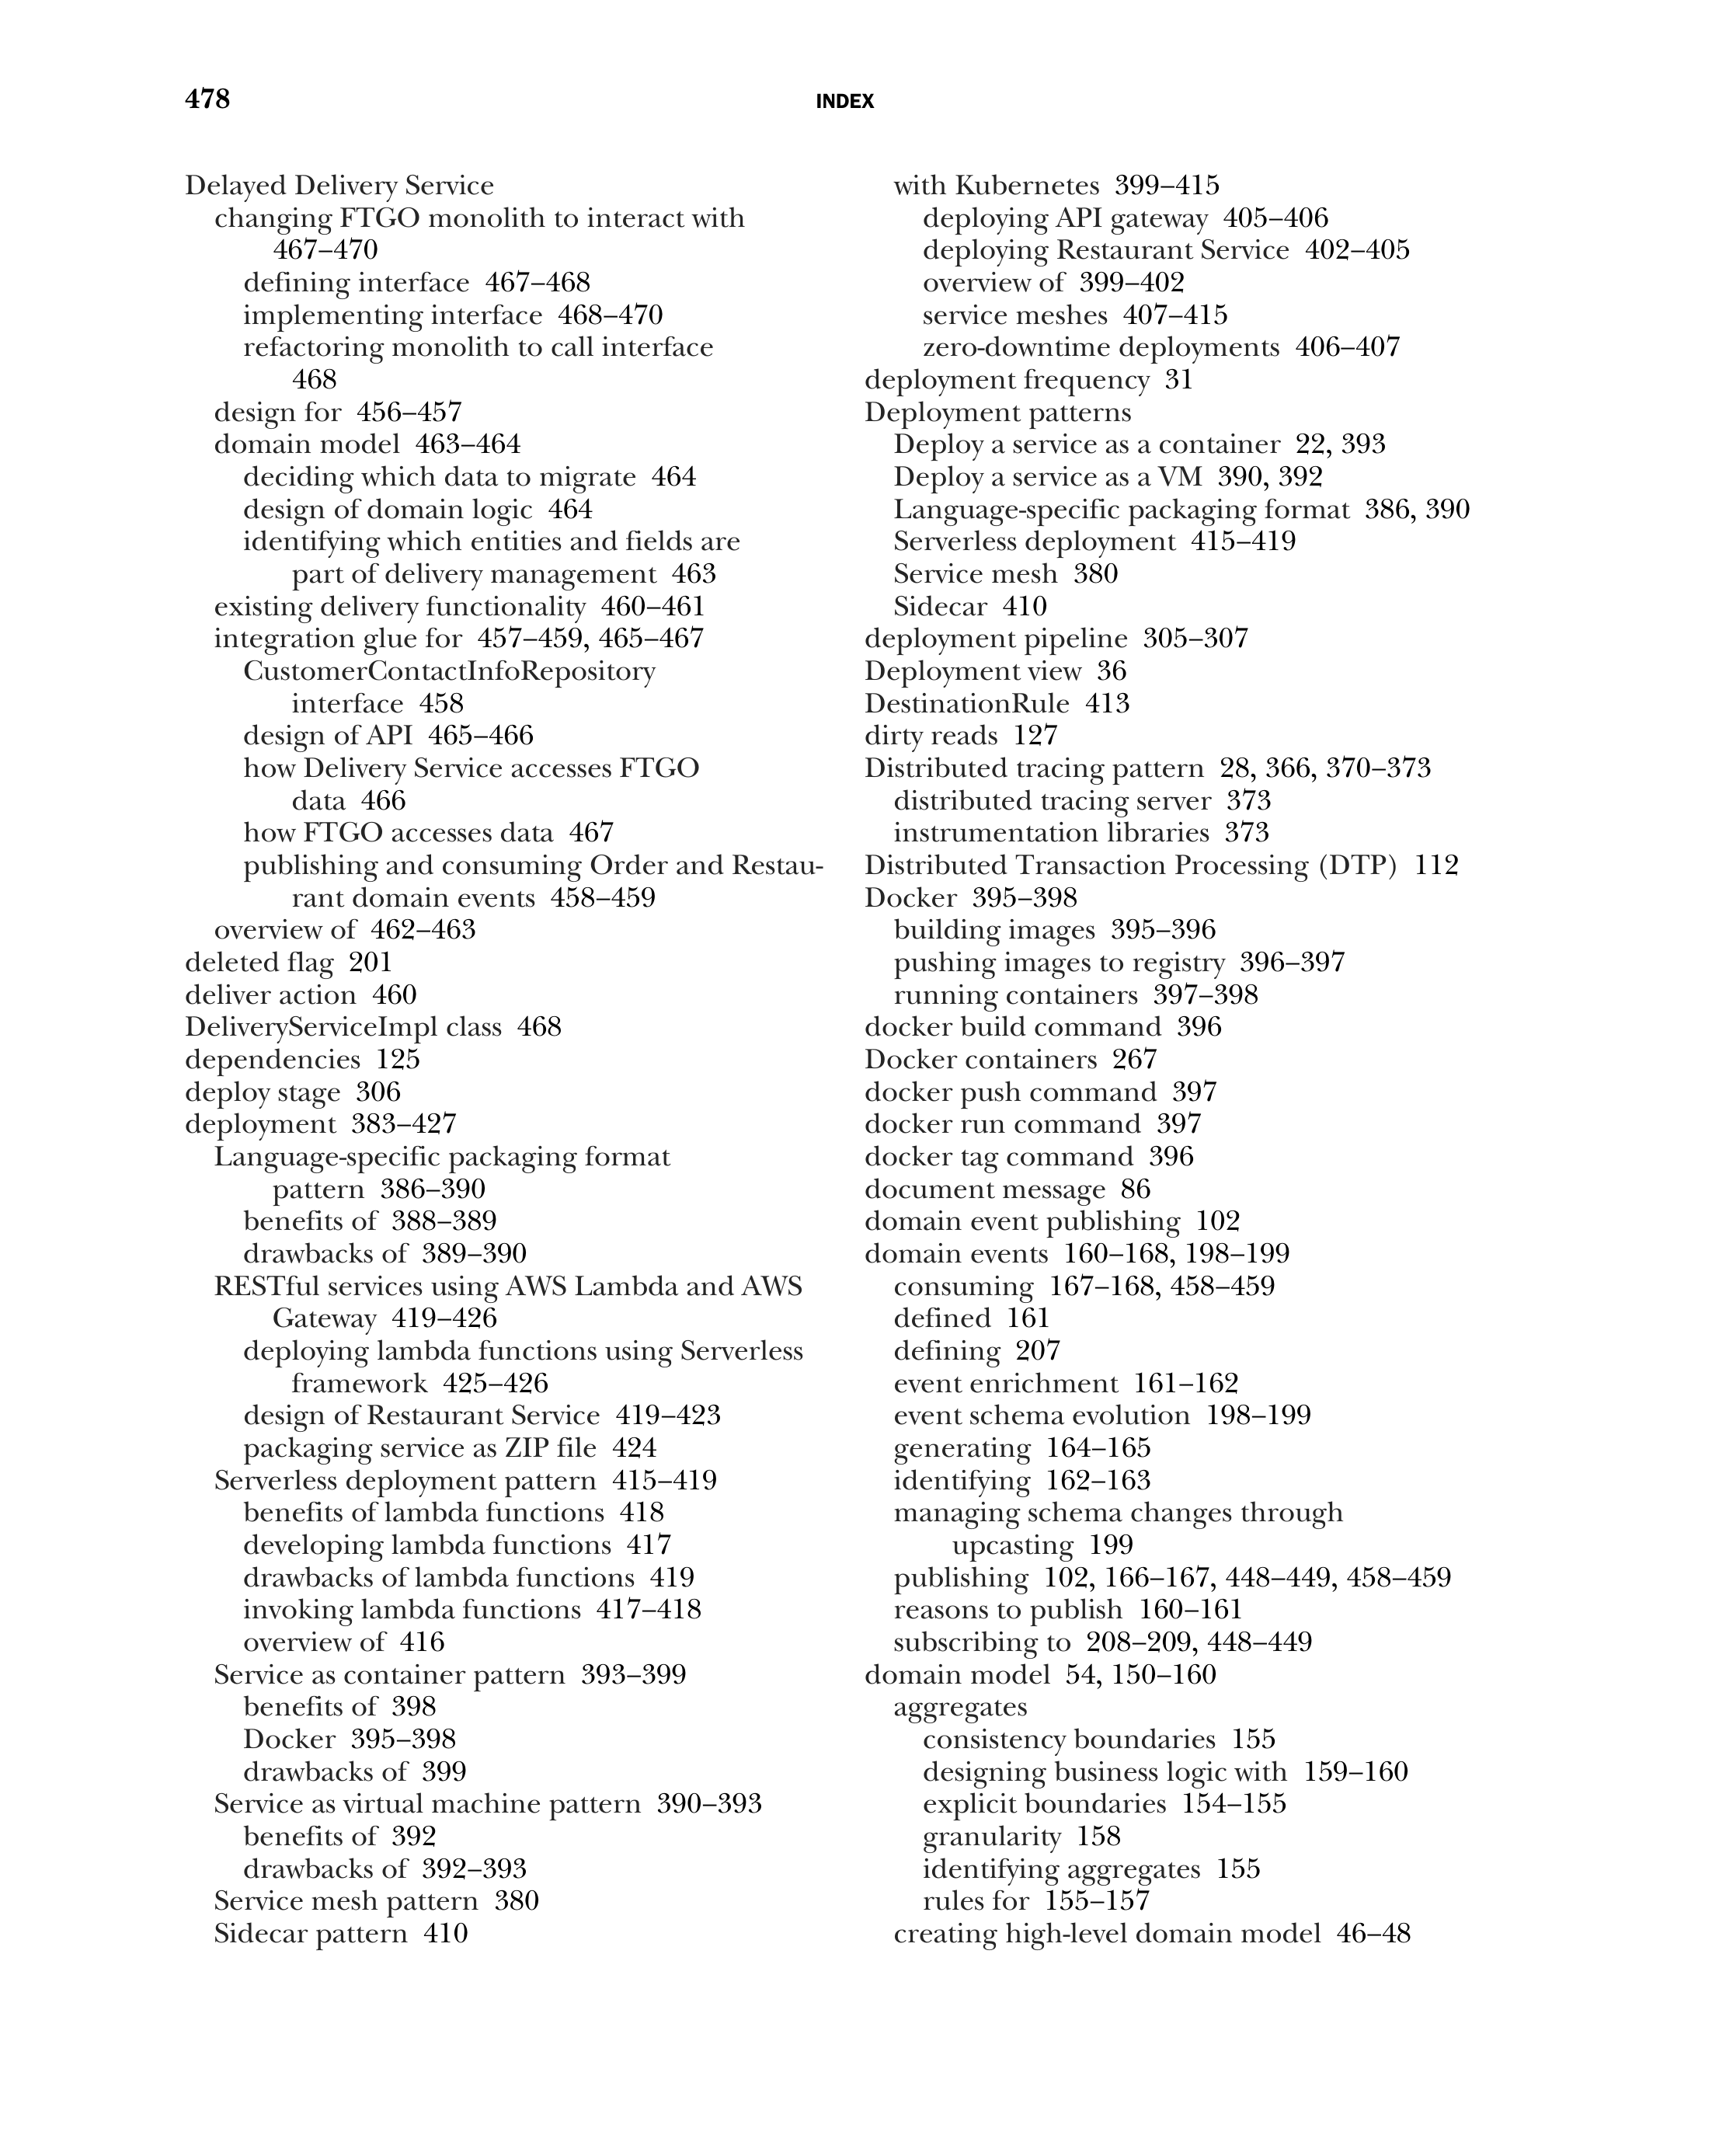 478
INDEX
Delayed Delivery Service
changing FTGO monolith to interact with
467–470
defining interface 467–468
implementing interface 468–470
refactoring monolith to call interface
468
design for 456–457
domain model 463–464
deciding which data to migrate 464
design of domain logic 464
identifying which entities and fields are
part of delivery management 463
existing delivery functionality 460–461
integration glue for 457–459, 465–467
CustomerContactInfoRepository
interface 458
design of API 465–466
how Delivery Service accesses FTGO
data 466
how FTGO accesses data 467
publishing and consuming Order and Restau-
rant domain events 458–459
overview of 462–463
deleted flag 201
deliver action 460
DeliveryServiceImpl class 468
dependencies 125
deploy stage 306
deployment 383–427
Language-specific packaging format
pattern 386–390
benefits of 388–389
drawbacks of 389–390
RESTful services using AWS Lambda and AWS
Gateway 419–426
deploying lambda functions using Serverless
framework 425–426
design of Restaurant Service 419–423
packaging service as ZIP file 424
Serverless deployment pattern 415–419
benefits of lambda functions 418
developing lambda functions 417
drawbacks of lambda functions 419
invoking lambda functions 417–418
overview of 416
Service as container pattern 393–399
benefits of 398
Docker 395–398
drawbacks of 399
Service as virtual machine pattern 390–393
benefits of 392
drawbacks of 392–393
Service mesh pattern 380
Sidecar pattern 410
with Kubernetes 399–415
deploying API gateway 405–406
deploying Restaurant Service 402–405
overview of 399–402
service meshes 407–415
zero-downtime deployments 406–407
deployment frequency 31
Deployment patterns
Deploy a service as a container 22, 393
Deploy a service as a VM 390, 392
Language-specific packaging format 386, 390
Serverless deployment 415–419
Service mesh 380
Sidecar 410
deployment pipeline 305–307
Deployment view 36
DestinationRule 413
dirty reads 127
Distributed tracing pattern 28, 366, 370–373
distributed tracing server 373
instrumentation libraries 373
Distributed Transaction Processing (DTP) 112
Docker 395–398
building images 395–396
pushing images to registry 396–397
running containers 397–398
docker build command 396
Docker containers 267
docker push command 397
docker run command 397
docker tag command 396
document message 86
domain event publishing 102
domain events 160–168, 198–199
consuming 167–168, 458–459
defined 161
defining 207
event enrichment 161–162
event schema evolution 198–199
generating 164–165
identifying 162–163
managing schema changes through
upcasting 199
publishing 102, 166–167, 448–449, 458–459
reasons to publish 160–161
subscribing to 208–209, 448–449
domain model 54, 150–160
aggregates
consistency boundaries 155
designing business logic with 159–160
explicit boundaries 154–155
granularity 158
identifying aggregates 155
rules for 155–157
creating high-level domain model 46–48